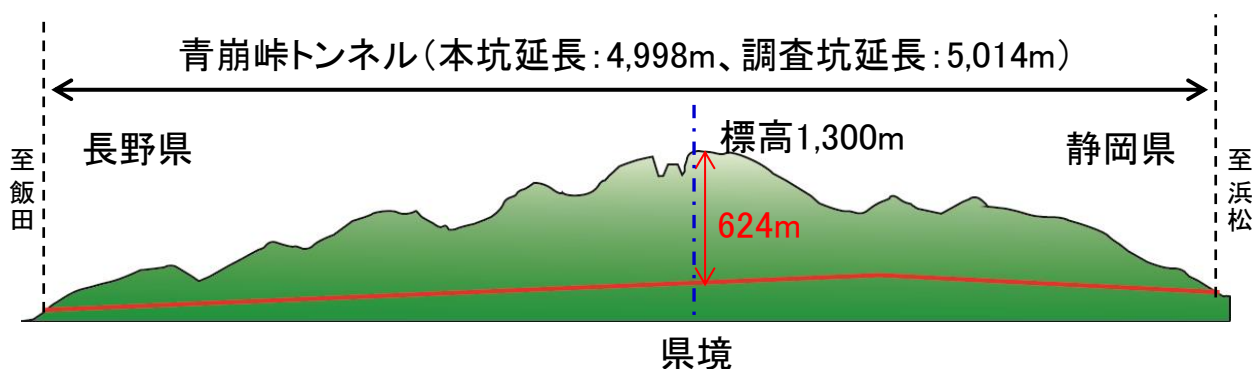 青崩峠トンネル（本坑延長：4,998m、調査坑延長：5,014m）
至飯田
長野県
標高1,300m
静岡県
至浜松
624m
県境